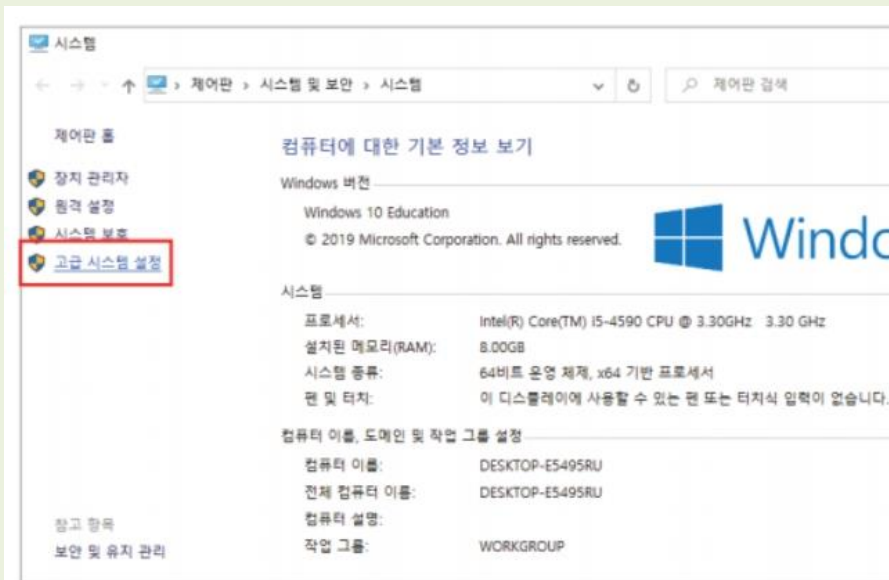 시스템
제어판 › 시스템 및 보안 › 시스템
제어판 검색
제어판 홈
장치 관리자
원격 설정
시스템 보호
고급 시스템 설정
참고 항목
보안 및 유지 관리
컴퓨터에 대한 기본 정보 보기
Windows 버전
Windows 10 Education
© 2019 Microsoft Corporation. All rights reserved.
Windo
시스템
프로세서: Intel(R) Core(TM) i5-4590 CPU @ 3.30GHz 3.30 GHz
설치된 메모리(RAM): 8.00GB
시스템 종류: 64비트 운영 체제, x64 기반 프로세서
펜 및 터치: 이 디스플레이에 사용할 수 있는 펜 또는 터치식 입력이 없습니다.
컴퓨터 이름, 도메인 및 작업 그룹 설정
컴퓨터 이름: DESKTOP-E5495RU
전체 컴퓨터 이름: DESKTOP-E5495RU
컴퓨터 설명:
작업 그룹: WORKGROUP